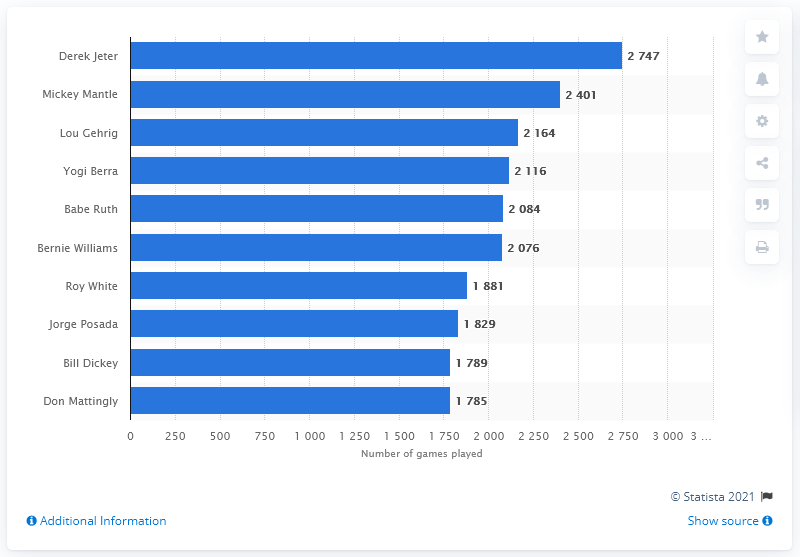 Derek Jeter 2 747
Mickey Mantle 2 401
Lou Gehrig 2 164
Yogi Berra 2 116
Babe Ruth 2 084
Bernie Williams 2 076
Roy White 1 881
Jorge Posada 1 829
Bill Dickey 1 789
Don Mattingly 1 785
0 250 500 750 1 000 1 250 1 500 1 750 2 000 2 250 2 500 2 750 3 000 3 ...
Number of games played
© Statista 2021
Additional Information Show source